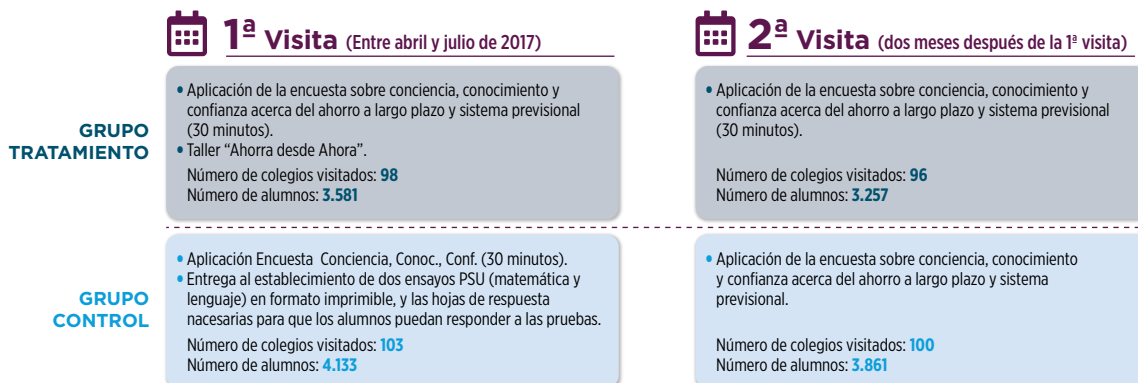 1ª Visita (Entre abril y julio de 2017)
2ª Visita (dos meses después de la 1ª visita)
GRUPO
TRATAMIENTO
• Aplicación de la encuesta sobre conciencia, conocimiento y
confianza acerca del ahorro a largo plazo y sistema previsional
(30 minutos).
• Taller “Ahorra desde Ahora”.
Número de colegios visitados: 98
Número de alumnos: 3.581
• Aplicación de la encuesta sobre conciencia, conocimiento y
confianza acerca del ahorro a largo plazo y sistema previsional
(30 minutos).
Número de colegios visitados: 96
Número de alumnos: 3.257
GRUPO
CONTROL
• Aplicación Encuesta Conciencia, Conoc., Conf. (30 minutos).
• Entrega al establecimiento de dos ensayos PSU (matemática y
lenguaje) en formato imprimible, y las hojas de respuesta
necesarias para que los alumnos puedan responder a las pruebas.
Número de colegios visitados: 103
Número de alumnos: 4.133
• Aplicación de la encuesta sobre conciencia, conocimiento
y confianza acerca del ahorro a largo plazo y sistema
previsional.
Número de colegios visitados: 100
Número de alumnos: 3.861